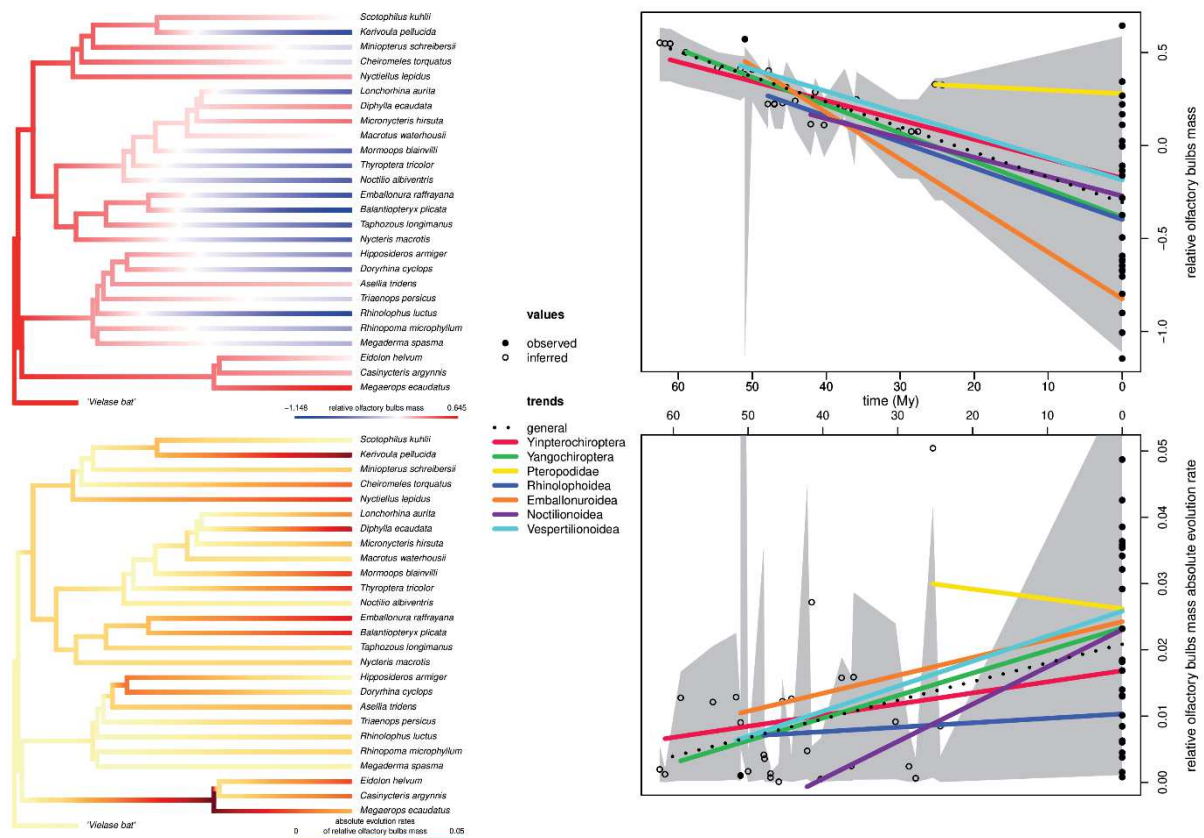 Scotophilus kuhlii
Kerivoula pellucida
Miniopterus schreibersii
Cheiromeles torquatus
Nyctiellus lepidus
Lonchorhina aurita
Diphylla ecaudata
Micronycteris hirsuta
Macrotus waterhousii
Mormoops blainvilli
Thyroptera tricolor
Noctilio albiventris
Emballonura raffrayana
Balantiopteryx plicata
Taphozous longimanus
Nycteris macrotis
Hipposideros armiger
Doryrhina cyclops
Asellia tridens
Triaenops persicus
Rhinolophus luctus
Rhinopoma microphyllum
Megaderma spasma
Eidolon helvum
Casinycteris argynnis
Megaerops ecaudatus
'Vielase bat'
−1.148 relative olfactory bulbs mass 0.645
Scotophilus kuhlii
Kerivoula pellucida
Miniopterus schreibersii
Cheiromeles torquatus
Nyctiellus lepidus
Lonchorhina aurita
Diphylla ecaudata
Micronycteris hirsuta
Macrotus waterhousii
Mormoops blainvilli
Thyroptera tricolor
Noctilio albiventris
Emballonura raffrayana
Balantiopteryx plicata
Taphozous longimanus
Nycteris macrotis
Hipposideros armiger
Doryrhina cyclops
Asellia tridens
Triaenops persicus
Rhinolophus luctus
Rhinopoma microphyllum
Megaderma spasma
Eidolon helvum
Casinycteris argynnis
Megaerops ecaudatus
'Vielase bat'
absolute evolution rates
0 of relative olfactory bulbs mass 0.05
values
observed
inferred
trends
general
Yinpterochiroptera
Yangochiroptera
Pteropodidae
Rhinolophoidea
Emballonuroidea
Noctilionoidea
Vespertilionoidea
0.5
0.0
−0.5
−1.0
relative olfactory bulbs mass
60 50 40 30 20 10 0
time (My)
60 50 40 30 20 10 0
0.05
0.04
0.03
0.02
0.01
0.00
relative olfactory bulbs mass absolute evolution rate